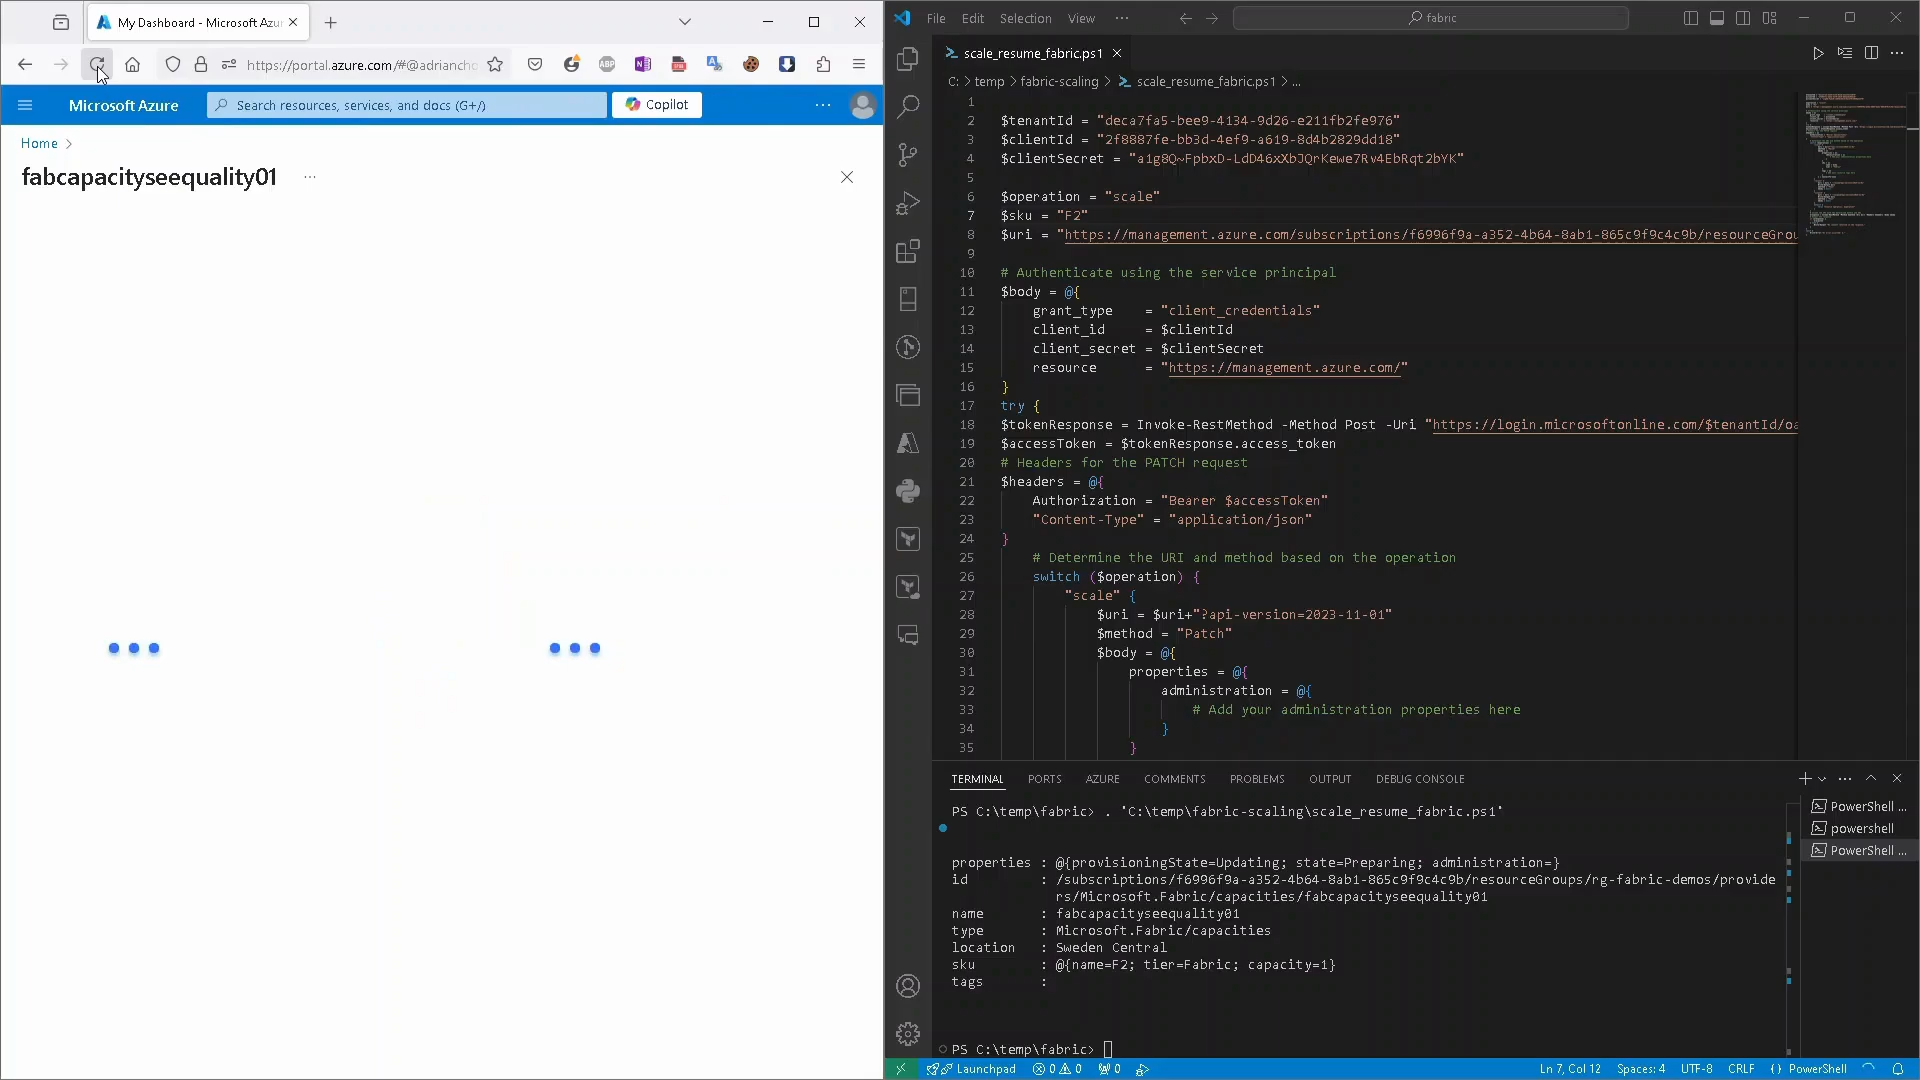 My Dashboard - Microsoft Azu
https://portal.azure.com/#@adriancho
Microsoft Azure
Search resources, services, and docs (G+/)
Copilot
Home
fabcapacityseequality01
File Edit Selection View
fabric
scale_resume_fabric.ps1
C: > temp > fabric-scaling > scale_resume_fabric.ps1 > ...
1
2 $tenantId = "deca7fa5-bee9-4134-9d26-e211fb2fe976"
3 $clientId = "2f8887fe-bb3d-4ef9-a619-8d4b2829dd18"
4 $clientSecret = "a1g8Q~FpbxD-LdD46xXbJQrKewe7Rv4EbRqt2bYK"
5
6 $operation = "scale"
7 $sku = "F2"
8 $uri = "https://management.azure.com/subscriptions/f6996f9a-a352-4b64-8ab1-865c9f9c4c9b/resourceGrou
9
10 # Authenticate using the service principal
11 $body = @{
12 grant_type = "client_credentials"
13 client_id = $clientId
14 client_secret = $clientSecret
15 resource = "https://management.azure.com/"
16 }
17 try {
18 $tokenResponse = Invoke-RestMethod -Method Post -Uri "https://login.microsoftonline.com/$tenantId/oa
19 $accessToken = $tokenResponse.access_token
20 # Headers for the PATCH request
21 $headers = @{
22 Authorization = "Bearer $accessToken"
23 "Content-Type" = "application/json"
24 }
25 # Determine the URI and method based on the operation
26 switch ($operation) {
27 "scale" {
28 $uri = $uri+"?api-version=2023-11-01"
29 $method = "Patch"
30 $body = @{
31 properties = @{
32 administration = @{
33 # Add your administration properties here
34 }
35 }
TERMINAL PORTS AZURE COMMENTS PROBLEMS OUTPUT DEBUG CONSOLE
PS C:\temp\fabric> . 'C:\temp\fabric-scaling\scale_resume_fabric.ps1'
properties : @{provisioningState=Updating; state=Preparing; administration=}
id : /subscriptions/f6996f9a-a352-4b64-8ab1-865c9f9c4c9b/resourceGroups/rg-fabric-demos/provide
rs/Microsoft.Fabric/capacities/fabcapacityseequality01
name : fabcapacityseequality01
type : Microsoft.Fabric/capacities
location : Sweden Central
sku : @{name=F2; tier=Fabric; capacity=1}
tags :
PS C:\temp\fabric>
PowerShell ...
powershell
PowerShell ...
Launchpad 0 0 0
Ln 7, Col 12 Spaces: 4 UTF-8 CRLF {} PowerShell